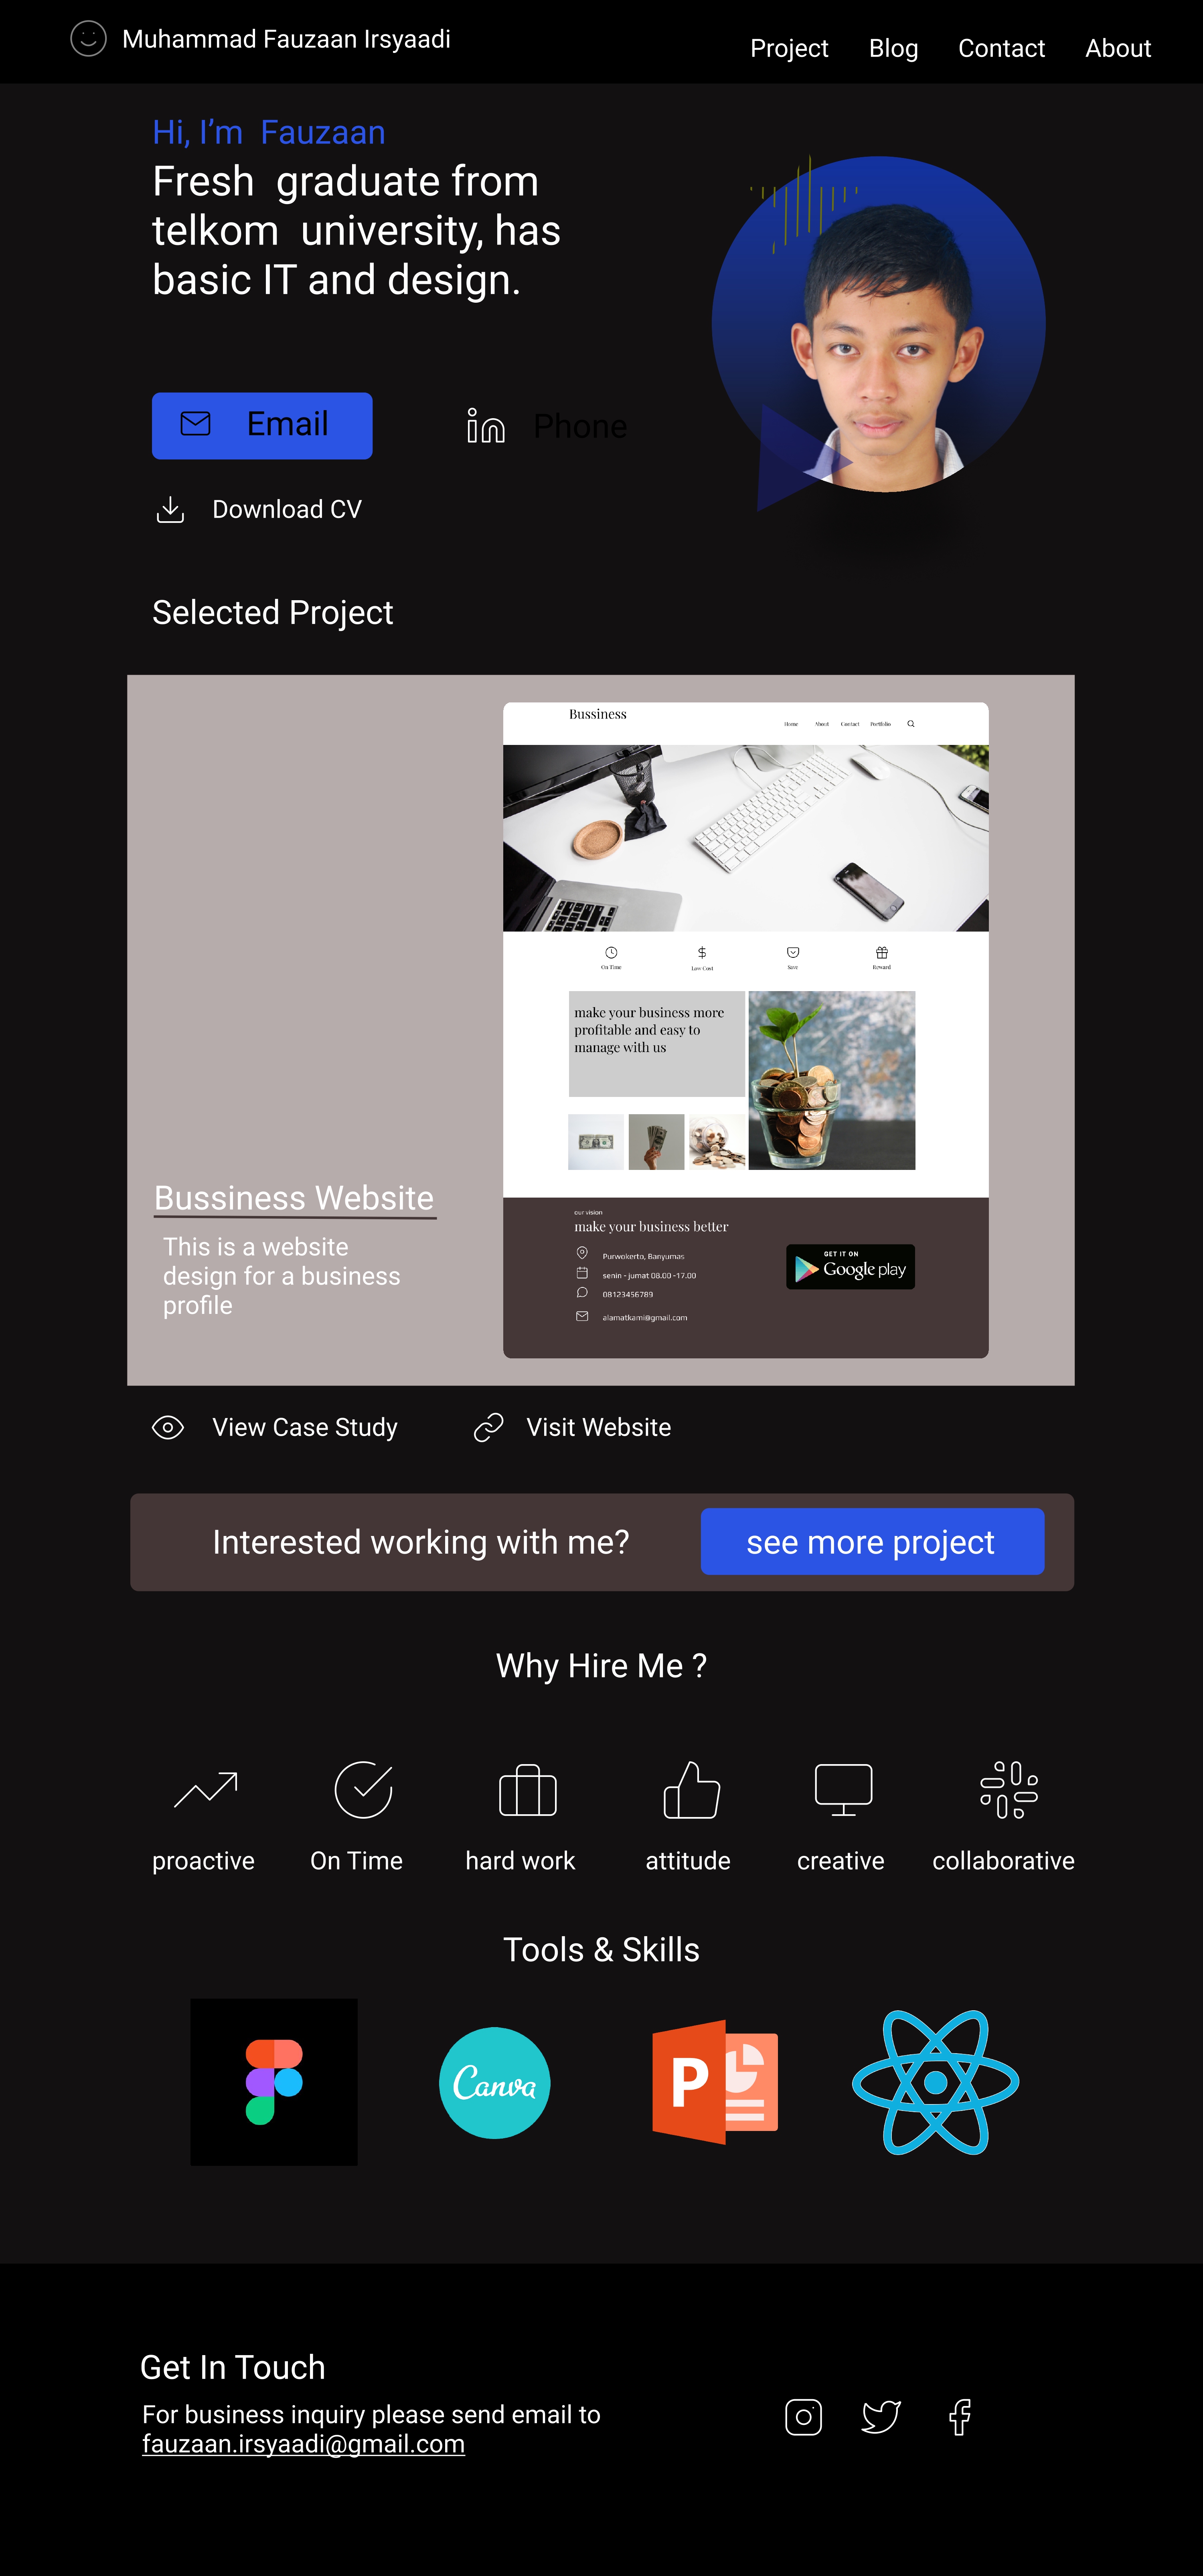 Muhammad Fauzaan Irsyaadi
Project Blog Contact About
Hi, I’m Fauzaan
Fresh graduate from
telkom university, has
basic IT and design.
Email
Phone
Download CV
Selected Project
Bussiness
Home About Contact Portfolio
On Time Low Cost Save Reward
make your business more
profitable and easy to
manage with us
Bussiness Website
This is a website
design for a business
profile
our vision
make your business better
Purwokerto, Banyumas
senin - jumat 08.00 -17.00
08123456789
alamatkami@gmail.com
GET IT ON
Google play
View Case Study
Visit Website
Interested working with me?
see more project
Why Hire Me ?
proactive On Time hard work attitude creative collaborative
Tools & Skills
Canva
P
Get In Touch
For business inquiry please send email to
fauzaan.irsyaadi@gmail.com